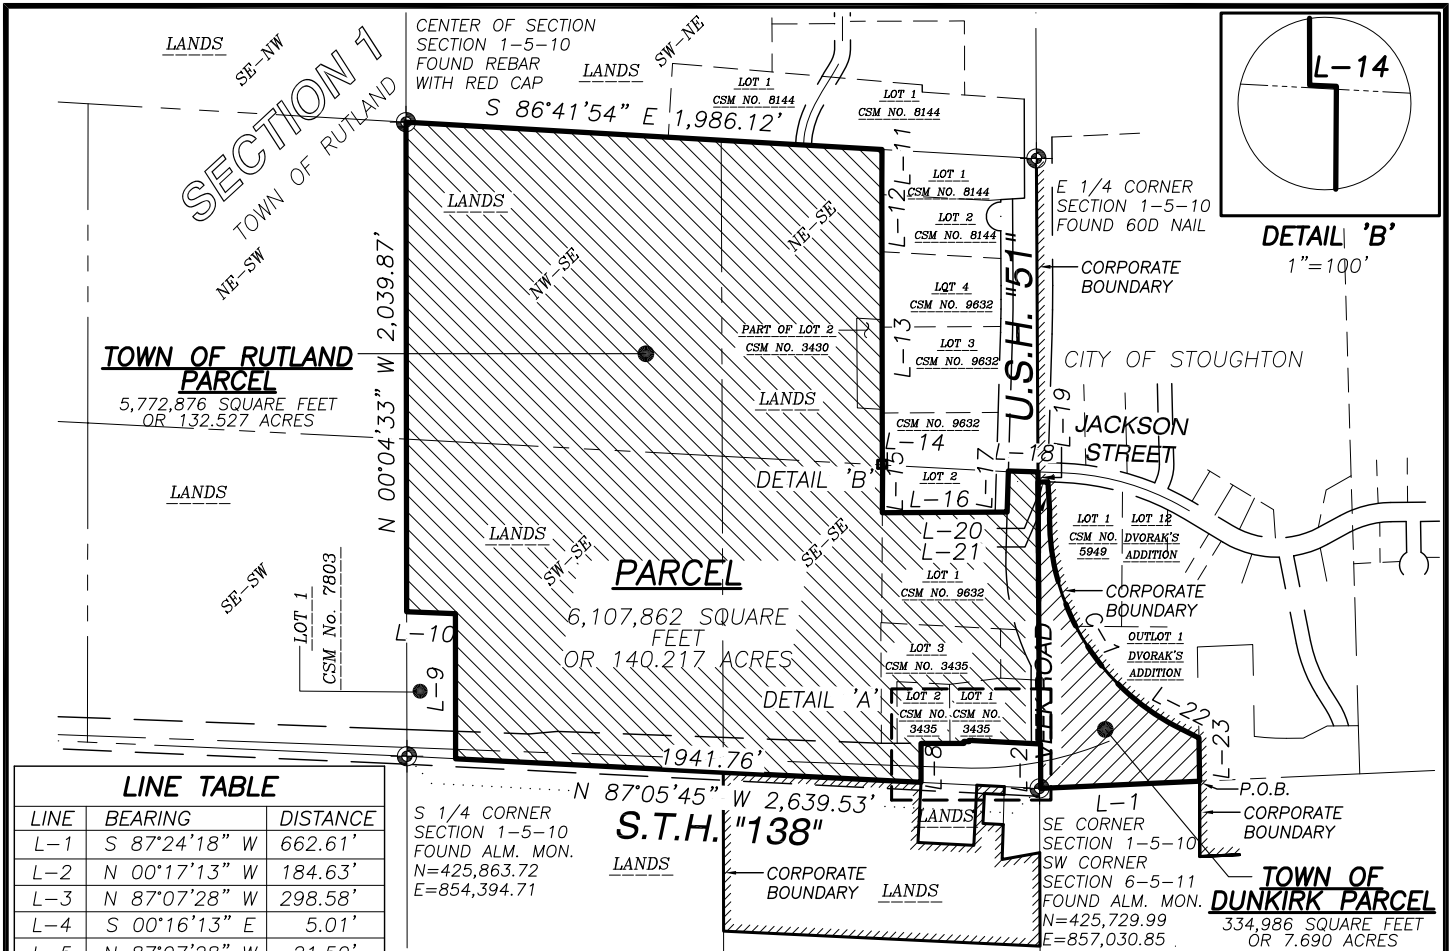 LANDS
SE-NW
SECTION 1
TOWN OF RUTLAND
CENTER OF SECTION
SECTION 1-5-10
FOUND REBAR
WITH RED CAP
LANDS
SW-NE
LOT 1
CSM NO. 8144
S 86°41'54" E 1,986.12'
LOT 1
CSM NO. 8144
L-14
DETAIL 'B'
1"=100'
L-11
L-12
LOT 1
CSM NO. 8144
LOT 2
CSM NO. 8144
E 1/4 CORNER
SECTION 1-5-10
FOUND 60D NAIL
LANDS
NE-SE
NW-SE
NE-SW
N 00°04'33" W 2,039.87'
U.S.H. "51"
CORPORATE
BOUNDARY
LOT 4
CSM NO. 9632
PART OF LOT 2
CSM NO. 3430
L-13
LOT 3
CSM NO. 9632
CITY OF STOUGHTON
TOWN OF RUTLAND
PARCEL
5,772,876 SQUARE FEET
OR 132.527 ACRES
LANDS
CSM NO. 9632
L-14
L-19
JACKSON
STREET
L-18
DETAIL 'B'
L-15
LOT 2
L-17
L-16
LANDS
LANDS
SW-SE
SE-SE
L-20
L-21
LOT 1
CSM NO.
5949
LOT 12
DVORAK'S
ADDITION
SE-SW
LOT 1
CSM No. 7803
PARCEL
6,107,862 SQUARE
FEET
OR 140.217 ACRES
LOT 1
CSM NO. 9632
CORPORATE
BOUNDARY
C-1
OUTLOT 1
DVORAK'S
ADDITION
L-10
L-9
LOT 3
CSM NO. 3435
DETAIL 'A'
LOT 2
CSM NO.
3435
LOT 1
CSM NO.
3435
L-22
L-23
1941.76'
L-8
L-2
N 87°05'45" W 2,639.53'
L-1
P.O.B.
CORPORATE
BOUNDARY
LINE TABLE
LINE BEARING DISTANCE
L-1 S 87°24'18" W 662.61'
L-2 N 00°17'13" W 184.63'
L-3 N 87°07'28" W 298.58'
L-4 S 00°16'13" E 5.01'
S 1/4 CORNER
SECTION 1-5-10
FOUND ALM. MON.
N=425,863.72
E=854,394.71
S.T.H. "138"
LANDS
LANDS
CORPORATE
BOUNDARY
LANDS
SE CORNER
SECTION 1-5-10
SW CORNER
SECTION 6-5-11
FOUND ALM. MON.
N=425,729.99
E=857,030.85
TOWN OF
DUNKIRK PARCEL
334,986 SQUARE FEET
OR 7.690 ACRES